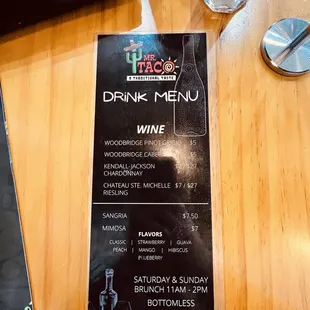 MR.
TACO
A TRADITIONAL TASTE
DRINK MENU
WINE
WOODBRIDGE PINOT $5
WOODBRIDGE
KENDALL-JACKSON
CHARDONNAY
CHATEAU STE. MICHELLE $7 / $27
RIESLING
SANGRIA $7.50
MIMOSA $7
FLAVORS
CLASSIC | STRAWBERRY | GUAVA
PEACH | MANGO | HIBISCUS
BLUEBERRY
SATURDAY & SUNDAY
BRUNCH 11AM - 2PM
BOTTOMLESS